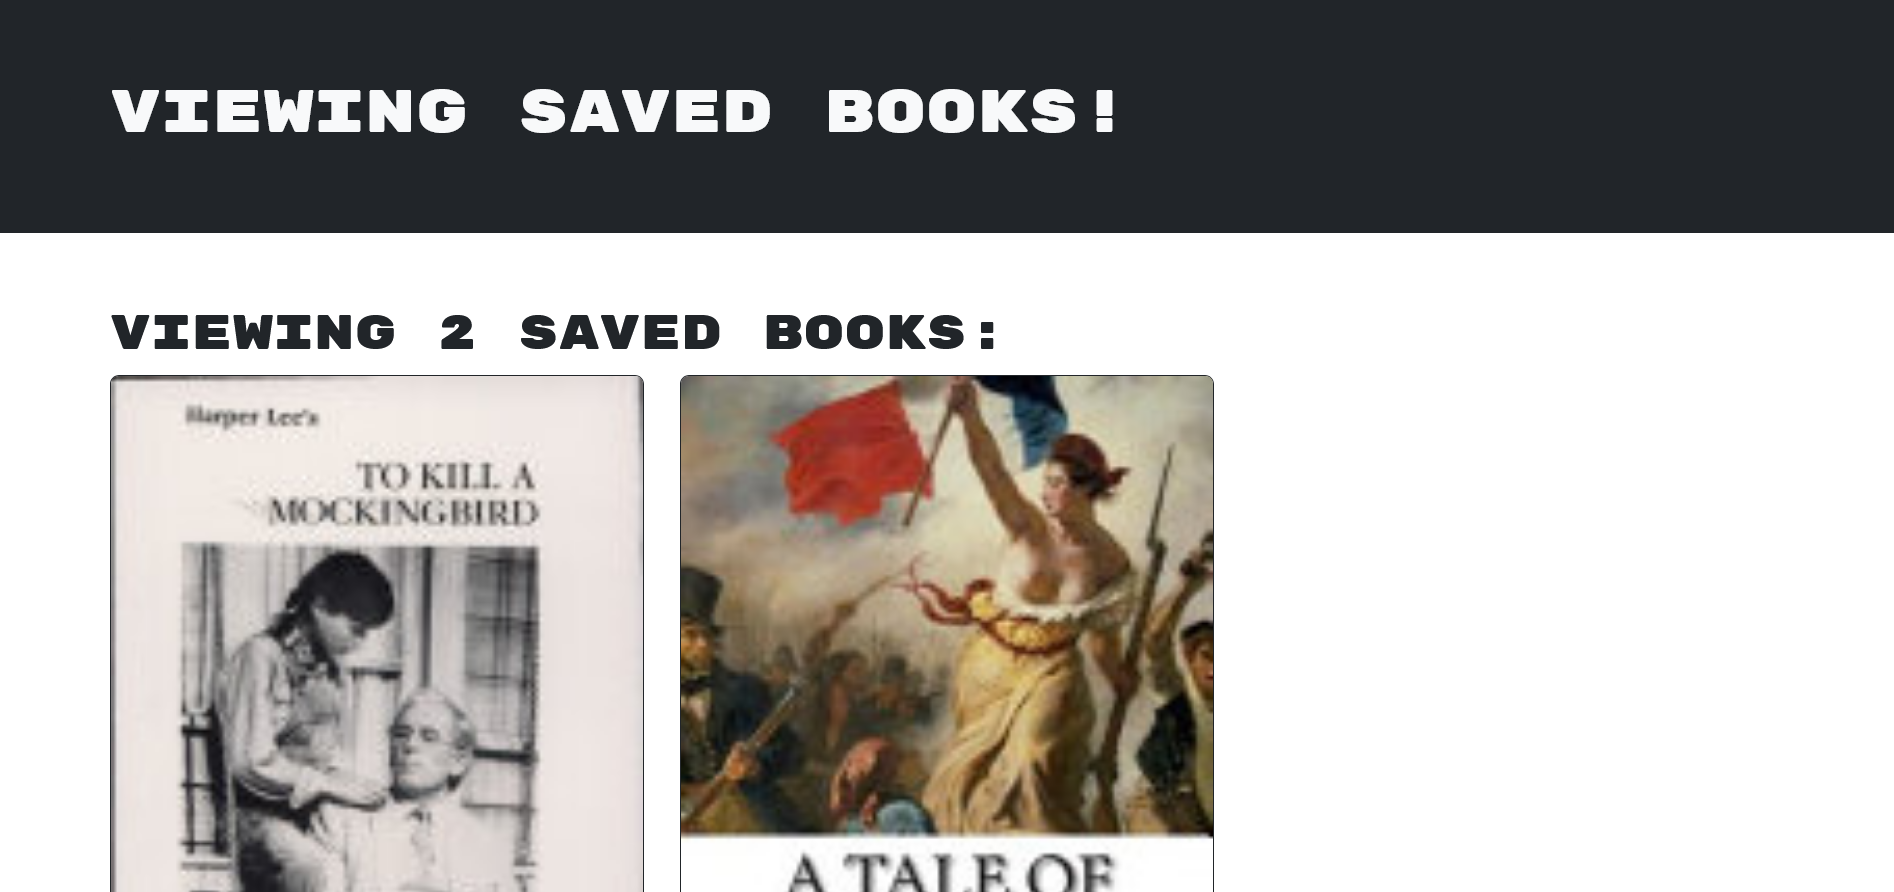 VIEWING SAVED BOOKS!
VIEWING 2 SAVED BOOKS:
Harper Lee's
TO KILL A
MOCKINGBIRD
A TALE OF